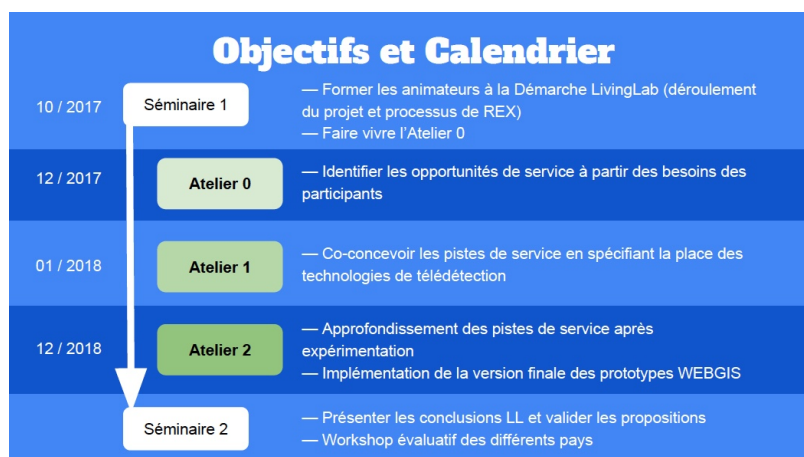 Objectifs et Calendrier
10 / 2017
Séminaire 1
— Former les animateurs à la Démarche LivingLab (déroulement
du projet et processus de REX)
— Faire vivre l'Atelier 0
12 / 2017
Atelier 0
— Identifier les opportunités de service à partir des besoins des
participants
01 / 2018
Atelier 1
— Co-concevoir les pistes de service en spécifiant la place des
technologies de télédétection
12 / 2018
Atelier 2
— Approfondissement des pistes de service après
expérimentation
— Implémentation de la version finale des prototypes WEBGIS
Séminaire 2
— Présenter les conclusions LL et valider les propositions
— Workshop évaluatif des différents pays